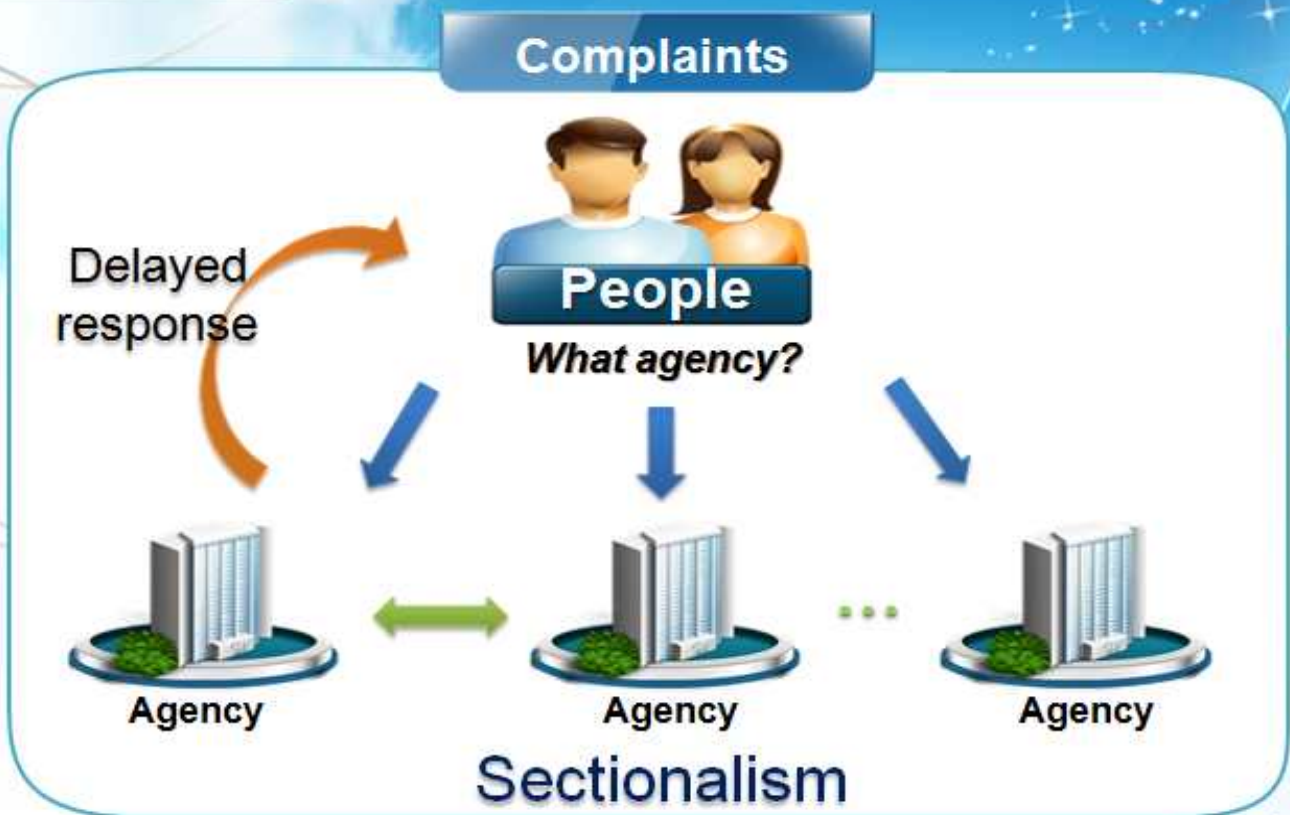 Complaints
People
What agency?
Delayed
response
Agency
Agency
Agency
Sectionalism